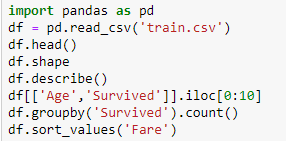 import pandas as pd
df = pd.read_csv('train.csv')
df.head()
df.shape
df.describe()
df[['Age','Survived']].iloc[0:10]
df.groupby('Survived').count()
df.sort_values('Fare')